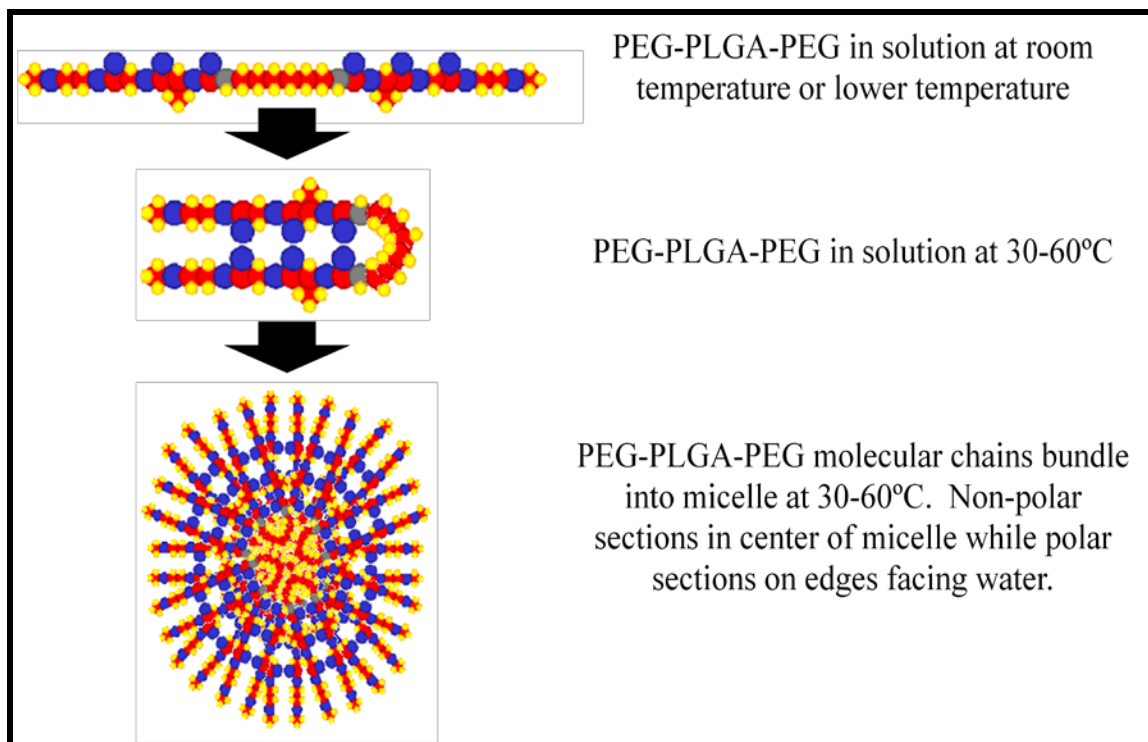 PEG-PLGA-PEG in solution at room
temperature or lower temperature
PEG-PLGA-PEG in solution at 30-60ºC
PEG-PLGA-PEG molecular chains bundle
into micelle at 30-60ºC.  Non-polar
sections in center of micelle while polar
sections on edges facing water.